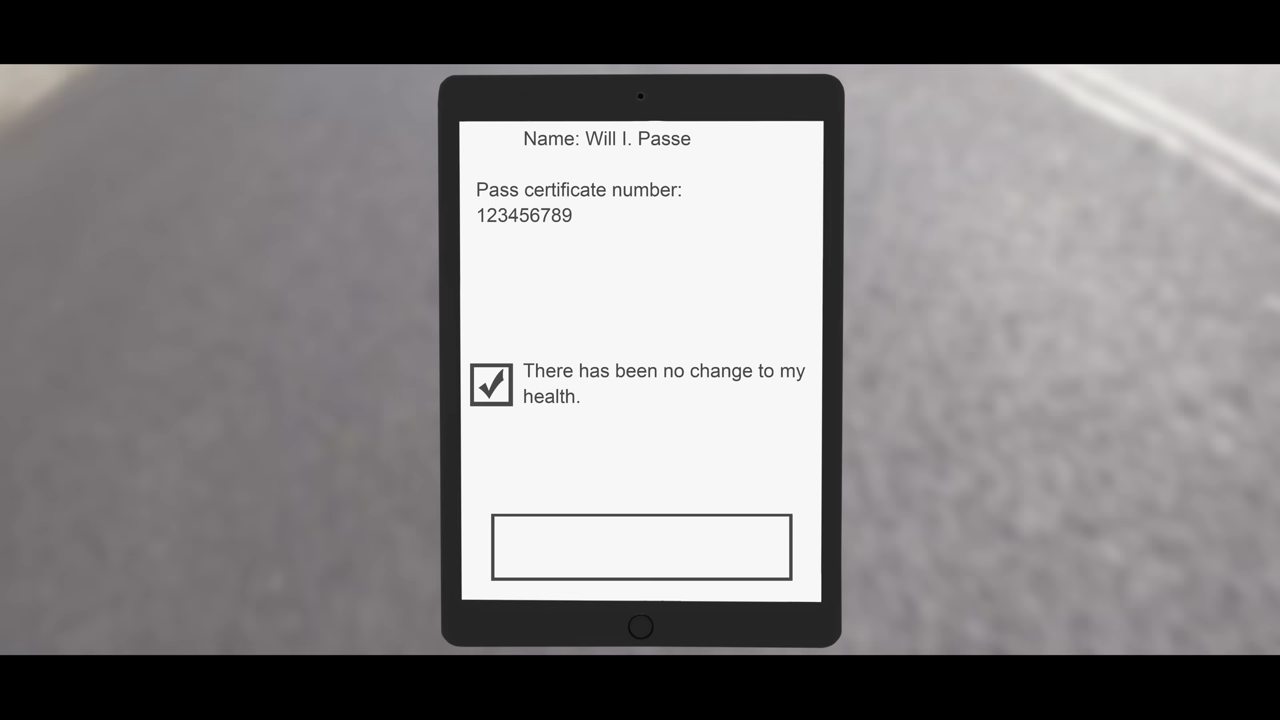 Name: Will I. Passe
Pass certificate number:
123456789
There has been no change to my
health.